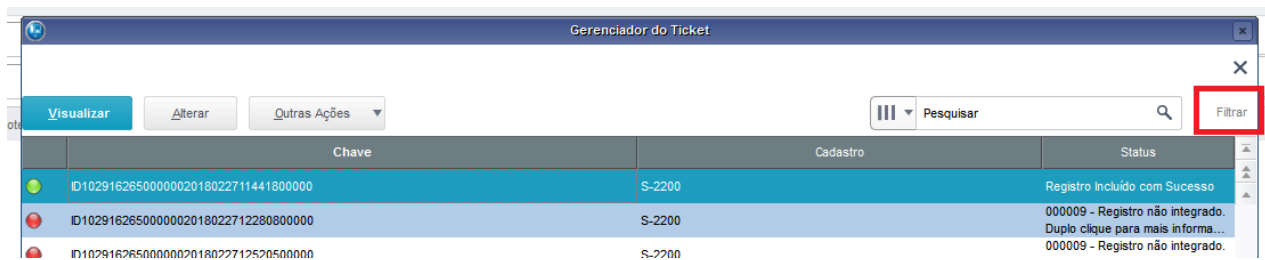 Gerenciador do Ticket
Visualizar Alterar Outras Ações Pesquisar Filtrar
ote
Chave Cadastro Status
ID1029162650000002018022711441800000 S-2200 Registro Incluído com Sucesso
ID1029162650000002018022712280800000 S-2200 000009 - Registro não integrado.
Duplo clique para mais informa...
ID1029162650000002018022712520500000 S-2200 000009 - Registro não integrado.